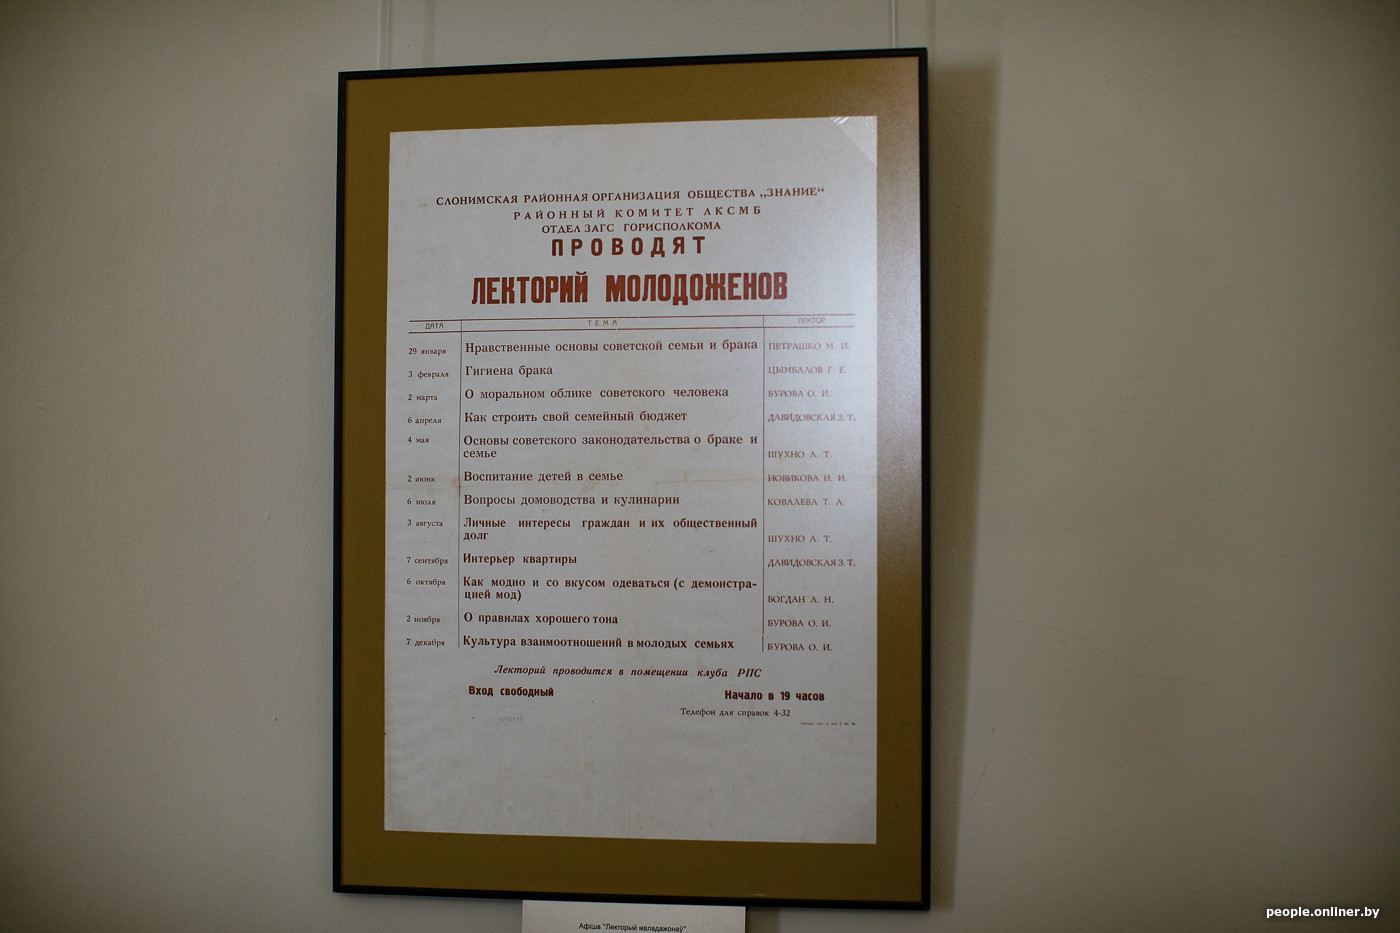 СЛОНИМСКАЯ РАЙОННАЯ ОРГАНИЗАЦИЯ ОБЩЕСТВА „ЗНАНИЕ“
РАЙОННЫЙ КОМИТЕТ ЛКСМБ
ОТДЕЛ ЗАГС ГОРИСПОЛКОМА
ПРОВОДЯТ
ЛЕКТОРИЙ МОЛОДОЖЕНОВ
ДАТА ТЕМА ЛЕКТОР
29 января Нравственные основы советской семьи и брака ПЕТРАШКО М. И.
3 февраля Гигиена брака ЦЫМБАЛОВ Г. Е.
2 марта О моральном облике советского человека БУРОВА О. И.
6 апреля Как строить свой семейный бюджет ДАВИДОВСКАЯ З. Т.
4 мая Основы советского законодательства о браке и
семье ШУХНО А. Т.
2 июня Воспитание детей в семье НОВИКОВА И. И.
6 июля Вопросы домоводства и кулинарии КОВАЛЕВА Т. А.
3 августа Личные интересы граждан и их общественный
долг ШУХНО А. Т.
7 сентября Интерьер квартиры ДАВИДОВСКАЯ З. Т.
6 октября Как модно и со вкусом одеваться (с демонстра-
цией мод) БОГДАН А. Н.
2 ноября О правилах хорошего тона БУРОВА О. И.
7 декабря Культура взаимоотношений в молодых семьях БУРОВА О. И.
Лекторий проводится в помещении клуба РПС
Вход свободный Начало в 19 часов
Телефон для справок 4-32
Афіша "Лекторый маладажонаў"
people.onliner.by